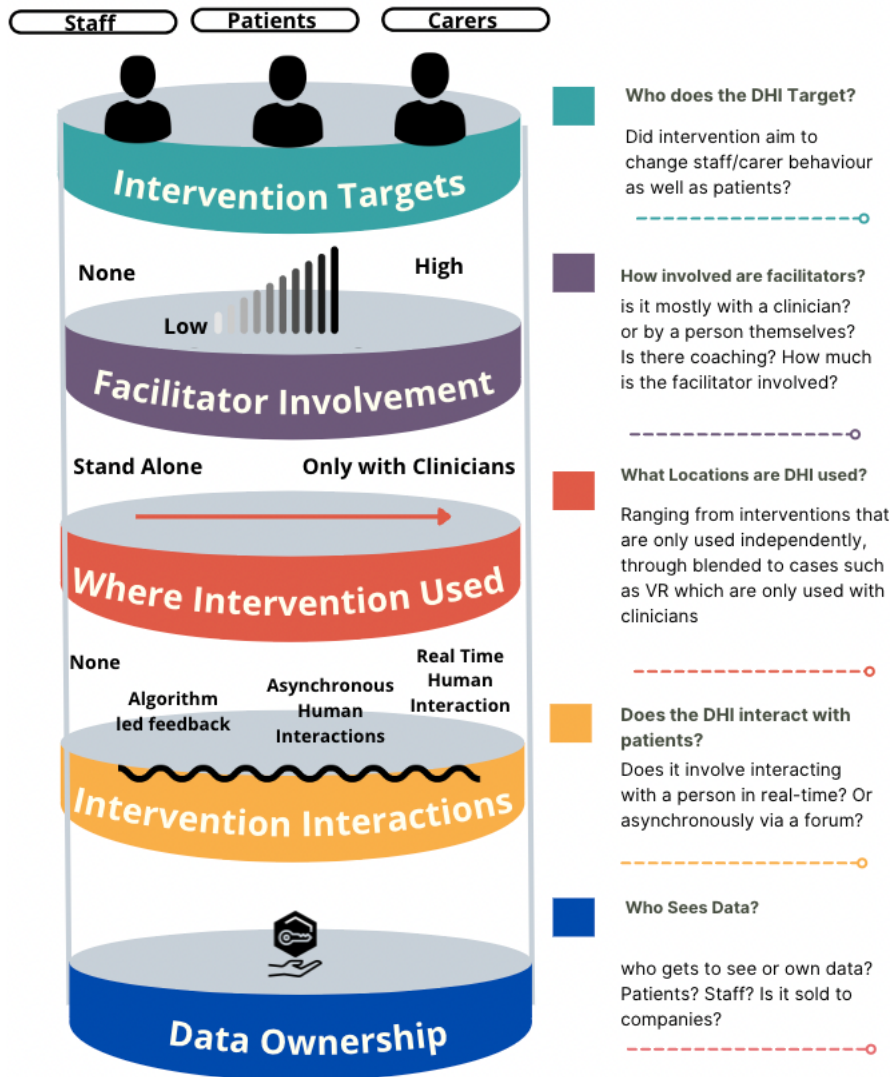 Staff
Patients
Carers
Intervention Targets
Who does the DHI Target?
Did intervention aim to
change staff/carer behaviour
as well as patients?
None
Low
High
Facilitator Involvement
How involved are facilitators?
is it mostly with a clinician?
or by a person themselves?
Is there coaching? How much
is the facilitator involved?
Stand Alone
Only with Clinicians
Where Intervention Used
What Locations are DHI used?
Ranging from interventions that
are only used independently,
through blended to cases such
as VR which are only used with
clinicians
None
Algorithm
led feedback
Asynchronous
Human
Interactions
Real Time
Human
Interaction
Intervention Interactions
Does the DHI interact with
patients?
Does it involve interacting
with a person in real-time? Or
asynchronously via a forum?
Data Ownership
Who Sees Data?
who gets to see or own data?
Patients? Staff? Is it sold to
companies?